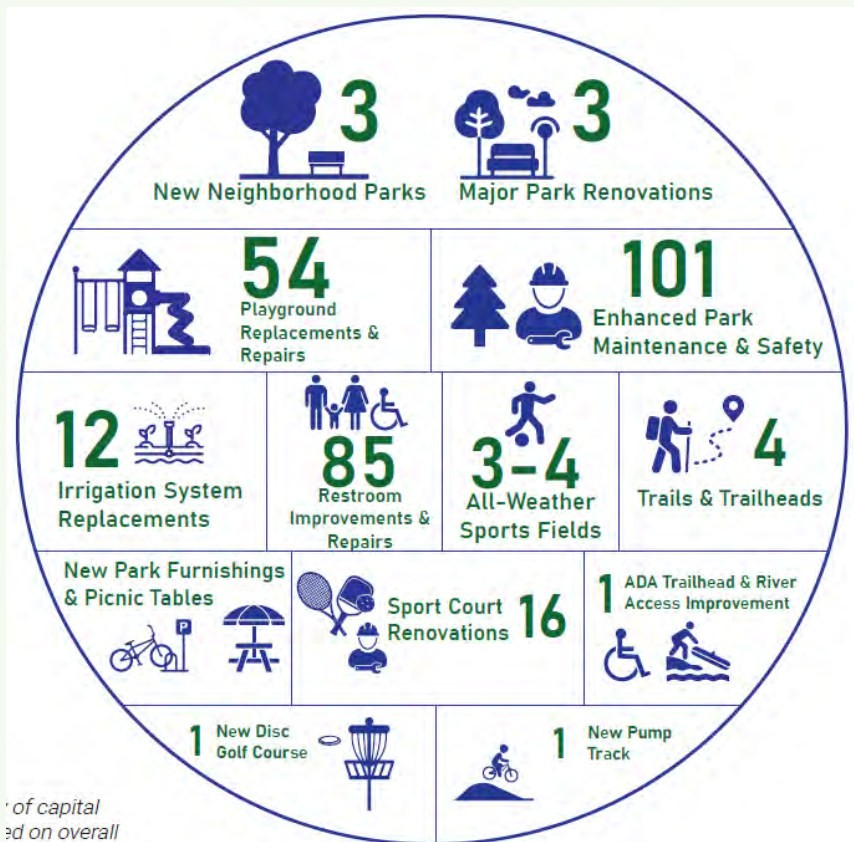 3
New Neighborhood Parks
3
Major Park Renovations
54
Playground
Replacements &
Repairs
101
Enhanced Park
Maintenance & Safety
12
Irrigation System
Replacements
85
Restroom
Improvements &
Repairs
3-4
All-Weather
Sports Fields
4
Trails & Trailheads
New Park Furnishings
& Picnic Tables
P
Sport Court
Renovations
16
1
ADA Trailhead & River
Access Improvement
1
New Disc
Golf Course
1
New Pump
Track
of capital
ed on overall